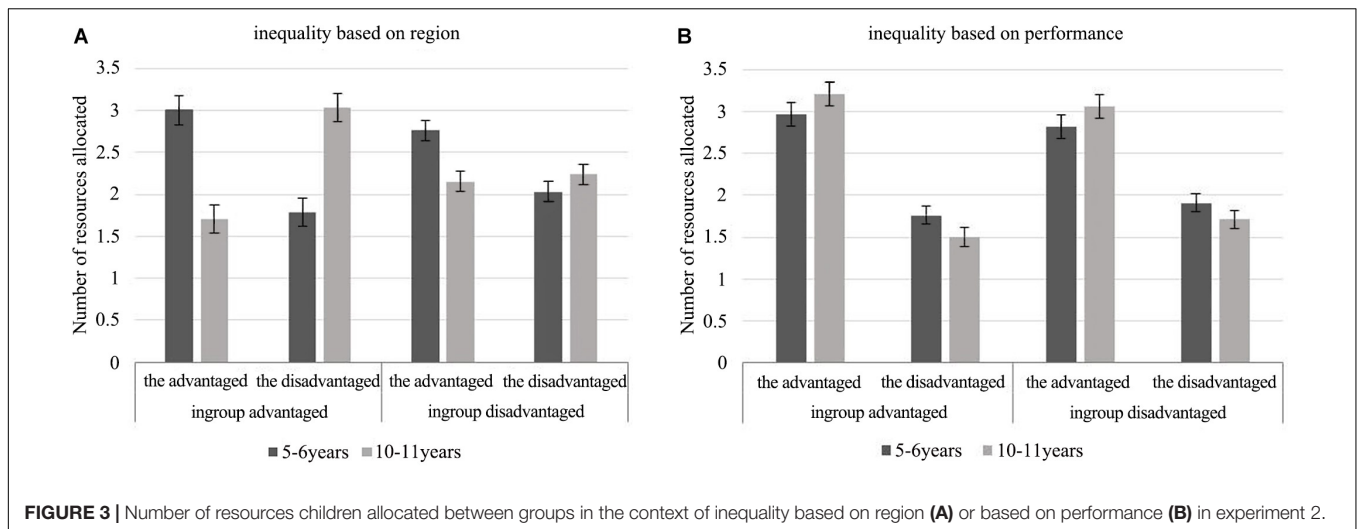 A
inequality based on region
Number of resources allocated
3.5
3
2.5
2
1.5
1
0.5
0
the advantaged the disadvantaged the advantaged the disadvantaged
ingroup advantaged ingroup disadvantaged
5-6years 10-11years
B
inequality based on performance
Number of resources allocated
3.5
3
2.5
2
1.5
1
0.5
0
the advantaged the disadvantaged the advantaged the disadvantaged
ingroup advantaged ingroup disadvantaged
5-6years 10-11years
FIGURE 3 | Number of resources children allocated between groups in the context of inequality based on region (A) or based on performance (B) in experiment 2.